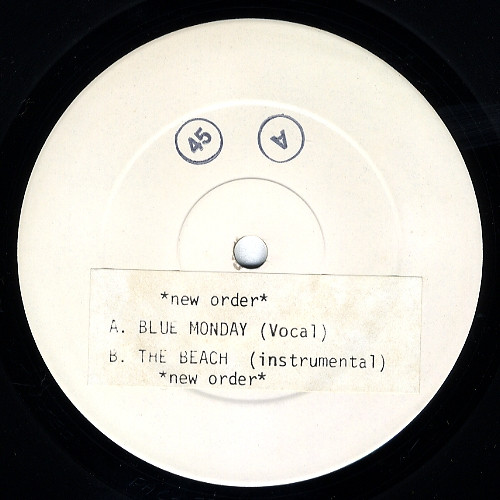 45 A
*new order*
A. BLUE MONDAY (Vocal)
B. THE BEACH (instrumental)
*new order*